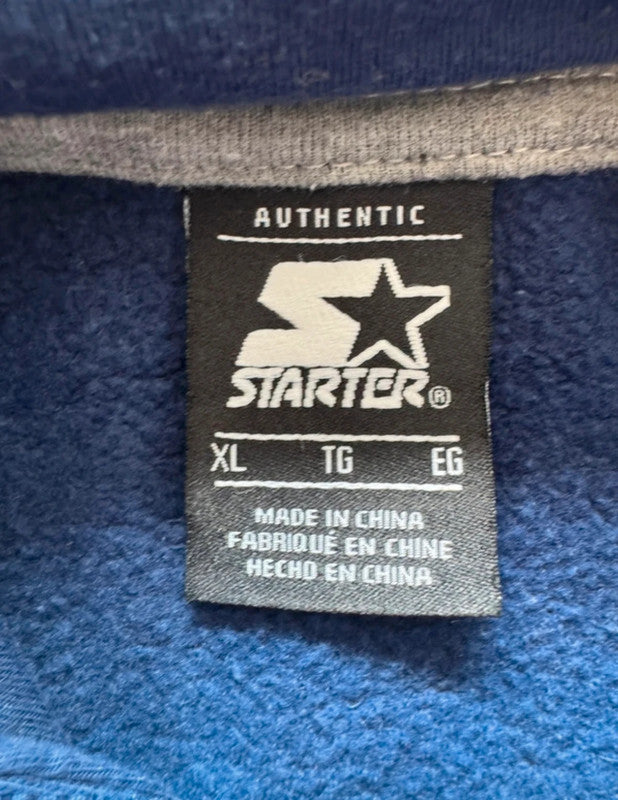 AUTHENTIC
STARTER®
XL TG EG
MADE IN CHINA
FABRIQUÉ EN CHINE
HECHO EN CHINA